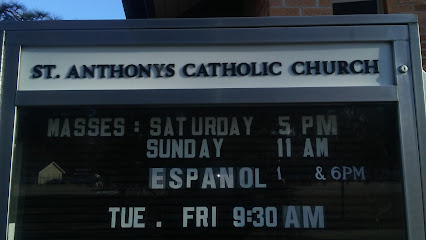 ST. ANTHONYS CATHOLIC CHURCH
MASSES: SATURDAY 5 PM
SUNDAY 11 AM
ESPANOL 1 & 6PM
TUE. FRI 9:30 AM